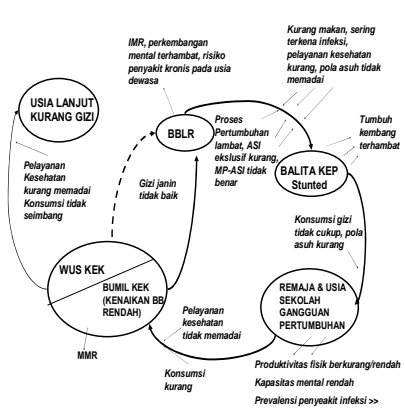 IMR, perkembangan
mental terhambat, risiko
penyakit kronis pada usia
dewasa
Kurang makan, sering
terkena infeksi,
pelayanan kesehatan
kurang, pola asuh tidak
memadai
USIA LANJUT
KURANG GIZI
BBLR
Proses
Pertumbuhan
lambat, ASI
ekslusif kurang,
MP-ASI tidak
benar
Tumbuh
kembang
terhambat
BALITA KEP
Stunted
Pelayanan
Kesehatan
kurang memadai
Konsumsi tidak
seimbang
Gizi janin
tidak baik
Konsumsi gizi
tidak cukup, pola
asuh kurang
WUS KEK
BUMIL KEK
(KENAIKAN BB
RENDAH)
REMAJA & USIA
SEKOLAH
GANGGUAN
PERTUMBUHAN
Pelayanan
kesehatan
tidak memadai
MMR
Konsumsi
kurang
Produktivitas fisik berkurang/rendah
Kapasitas mental rendah
Prevalensi penyeakit infeksi >>